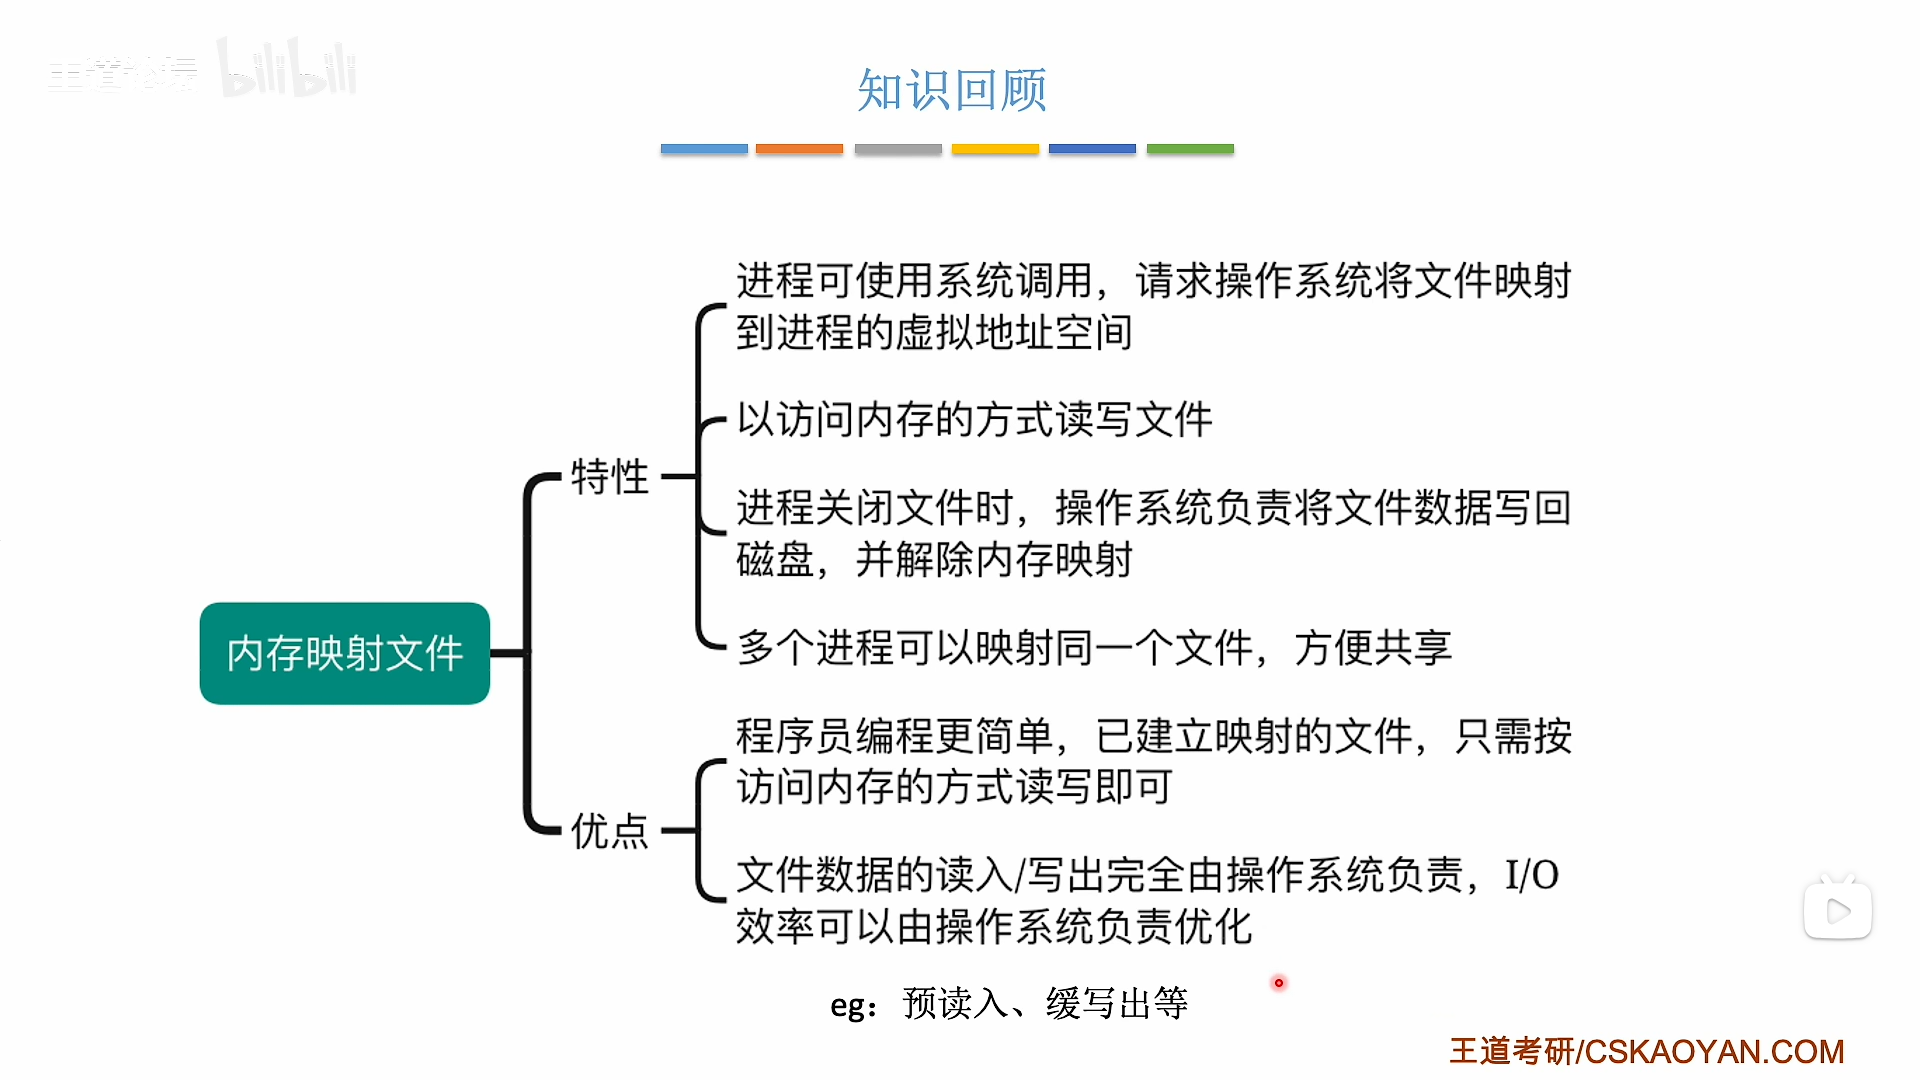 王道论坛 bilibili
知识回顾
进程可使用系统调用，请求操作系统将文件映射
到进程的虚拟地址空间
以访问内存的方式读写文件
特性
进程关闭文件时，操作系统负责将文件数据写回
磁盘，并解除内存映射
多个进程可以映射同一个文件，方便共享
内存映射文件
程序员编程更简单，已建立映射的文件，只需按
访问内存的方式读写即可
优点
文件数据的读入/写出完全由操作系统负责，I/O
效率可以由操作系统负责优化
eg：预读入、缓写出等
王道考研/CSKAOYAN.COM